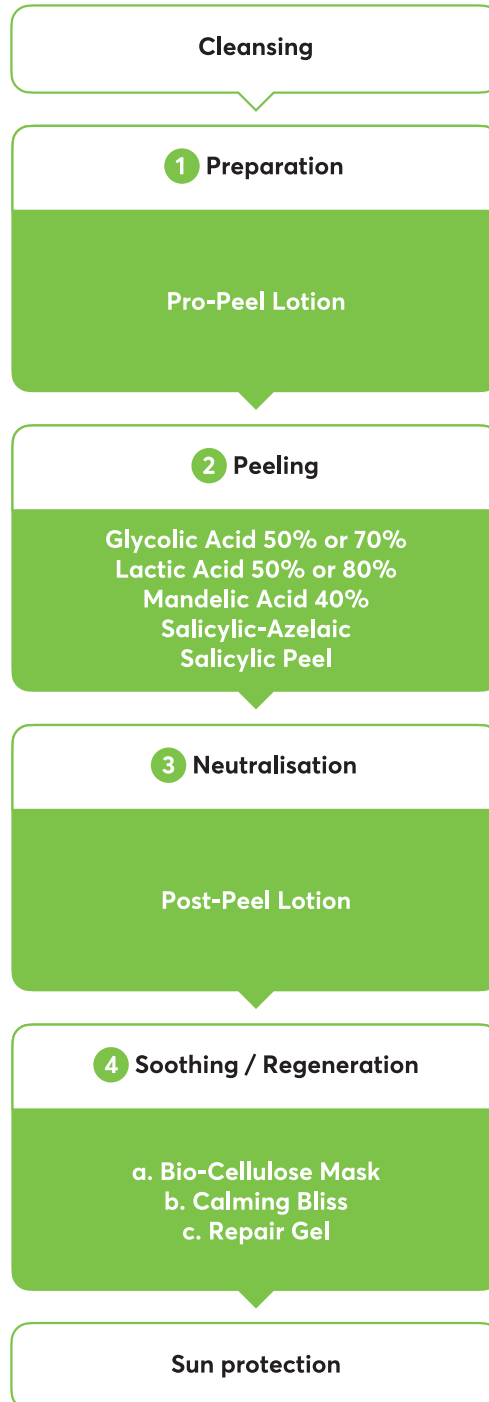 Cleansing
1 Preparation
Pro-Peel Lotion
2 Peeling
Glycolic Acid 50% or 70%
Lactic Acid 50% or 80%
Mandelic Acid 40%
Salicylic-Azelaic
Salicylic Peel
3 Neutralisation
Post-Peel Lotion
4 Soothing / Regeneration
a. Bio-Cellulose Mask
b. Calming Bliss
c. Repair Gel
Sun protection